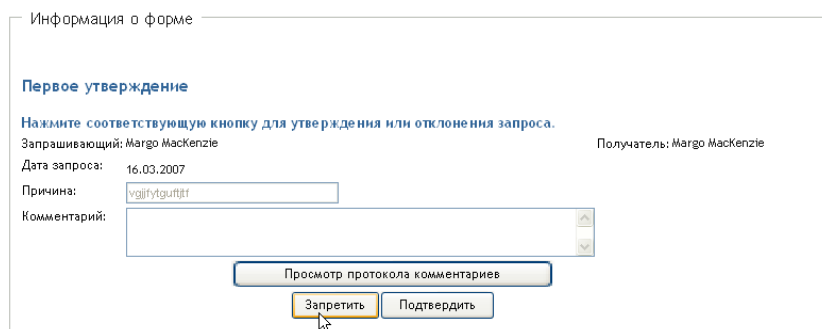 Информация о форме
Первое утверждение
Нажмите соответствующую кнопку для утверждения или отклонения запроса.
Запрашивающий: Margo MacKenzie Получатель: Margo MacKenzie
Дата запроса: 16.03.2007
Причина: vgjjfytguftjtf
Комментарий:
Просмотр протокола комментариев
Запретить Подтвердить